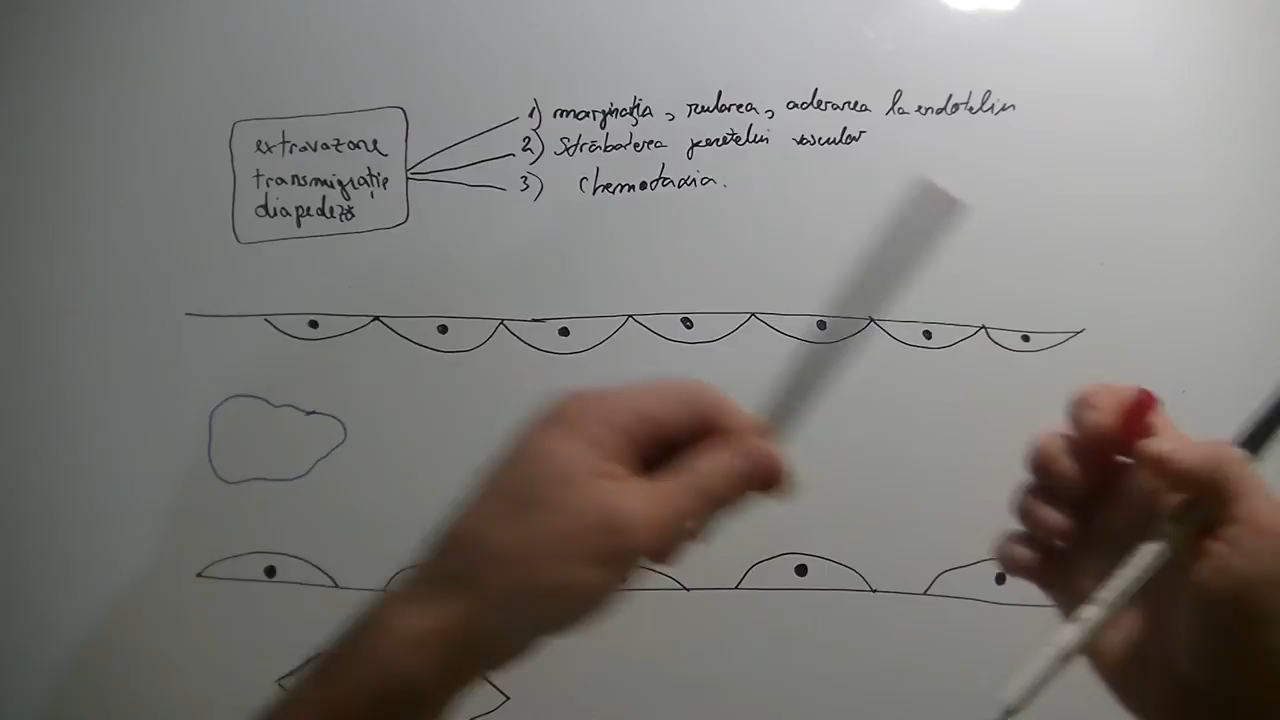 extravazare
transmigrație
diapedeză
1) marginația, rularea, aderarea la endoteliu
2) Străbaterea peretelui vascular
3) Chemotaxia.